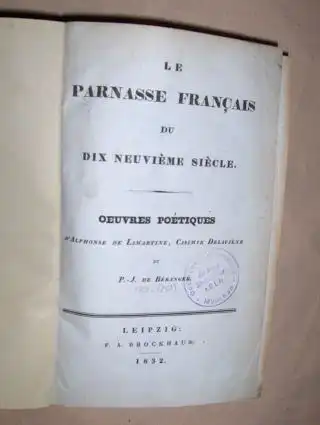 LE
PARNASSE FRANÇAIS
DU
DIX NEUVIÈME SIÈCLE.
OEUVRES POÉTIQUES
D'ALPHONSE DE LAMARTINE, CASIMIR DELAVIGNE
ET
P.-J. DE BÉRANGER.
LEIPZIG:
F. A. BROCKHAUS.
1832.